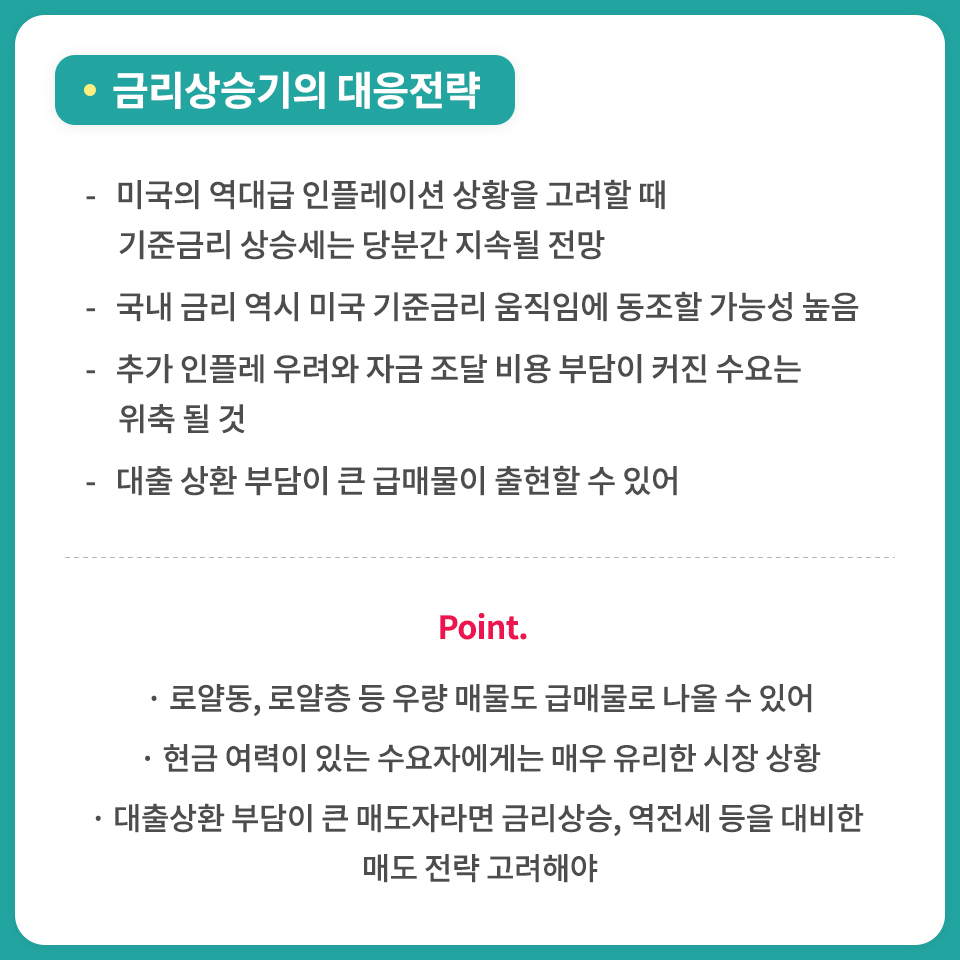 • 금리상승기의 대응전략
- 미국의 역대급 인플레이션 상황을 고려할 때
기준금리 상승세는 당분간 지속될 전망
- 국내 금리 역시 미국 기준금리 움직임에 동조할 가능성 높음
- 추가 인플레 우려와 자금 조달 비용 부담이 커진 수요는
위축 될 것
- 대출 상환 부담이 큰 급매물이 출현할 수 있어
Point.
· 로얄동, 로얄층 등 우량 매물도 급매물로 나올 수 있어
· 현금 여력이 있는 수요자에게는 매우 유리한 시장 상황
· 대출상환 부담이 큰 매도자라면 금리상승, 역전세 등을 대비한
매도 전략 고려해야